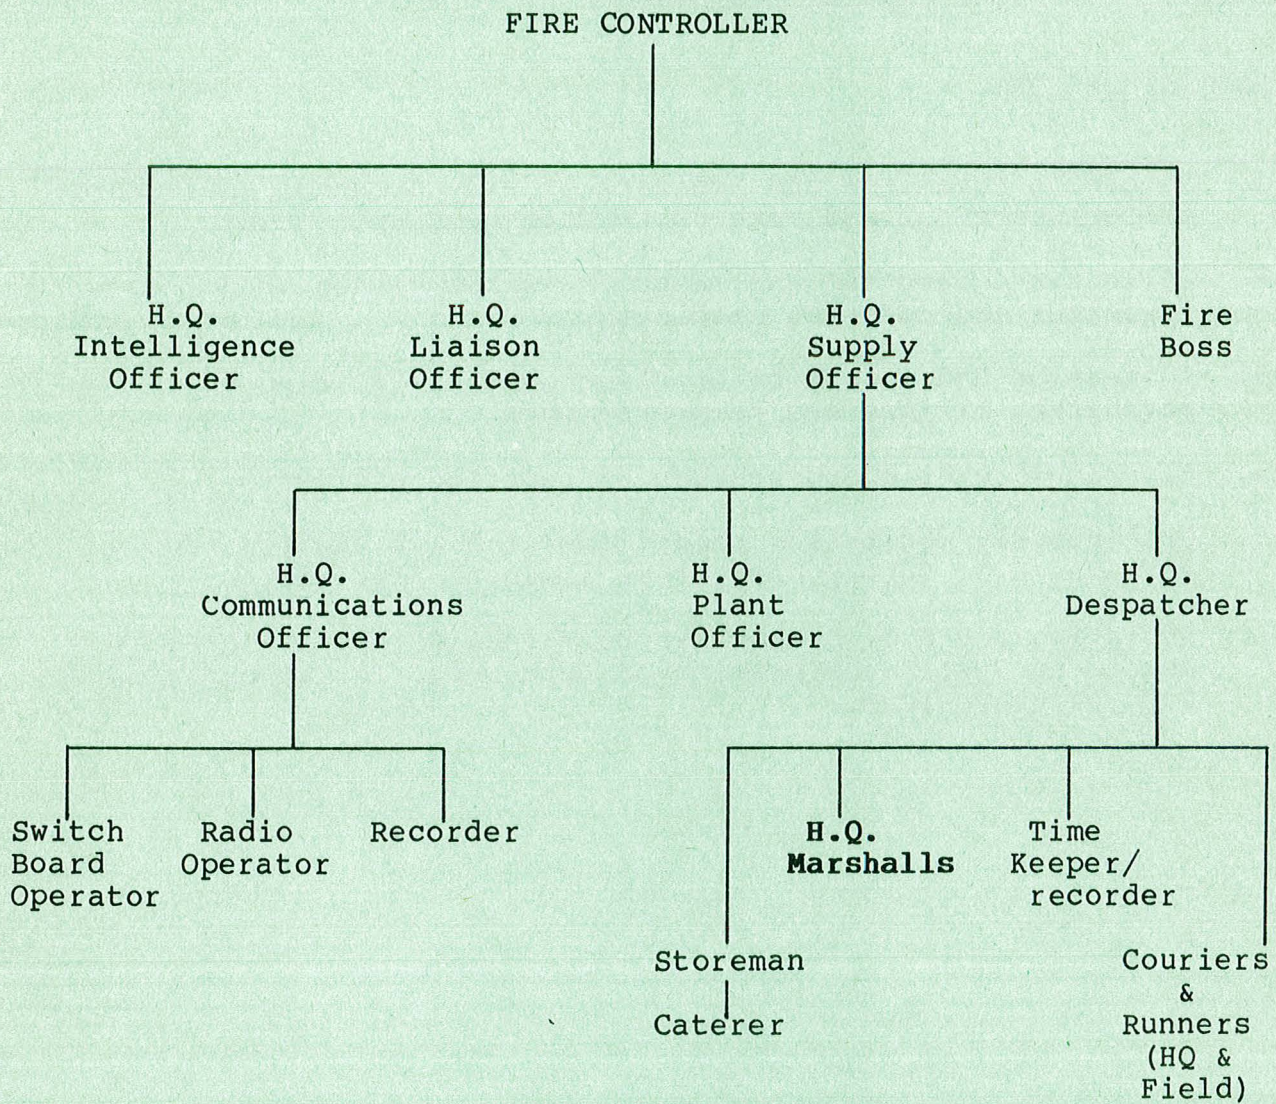 FIRE CONTROLLER
H.Q.
Intelligence
Officer
H.Q.
Liaison
Officer
H.Q.
Supply
Officer
Fire
Boss
H.Q.
Communications
Officer
H.Q.
Plant
Officer
H.Q.
Despatcher
Switch
Board
Operator
Radio
Operator
Recorder
H.Q.
Marshalls
Time
Keeper/
recorder
Storeman
Caterer
Couriers
&
Runners
(HQ &
Field)